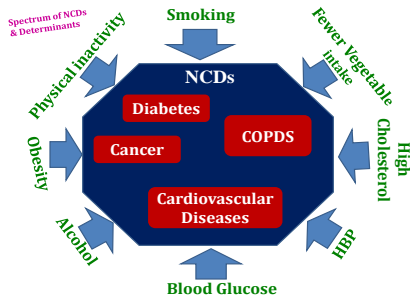 Spectrum of NCDs
& Determinants
Smoking
Physical inactivity
Fewer Vegetable
intake
NCDs
Diabetes
COPDS
Cancer
Obesity
High
Cholesterol
Cardiovascular
Diseases
Alcohol
HBP
Blood Glucose